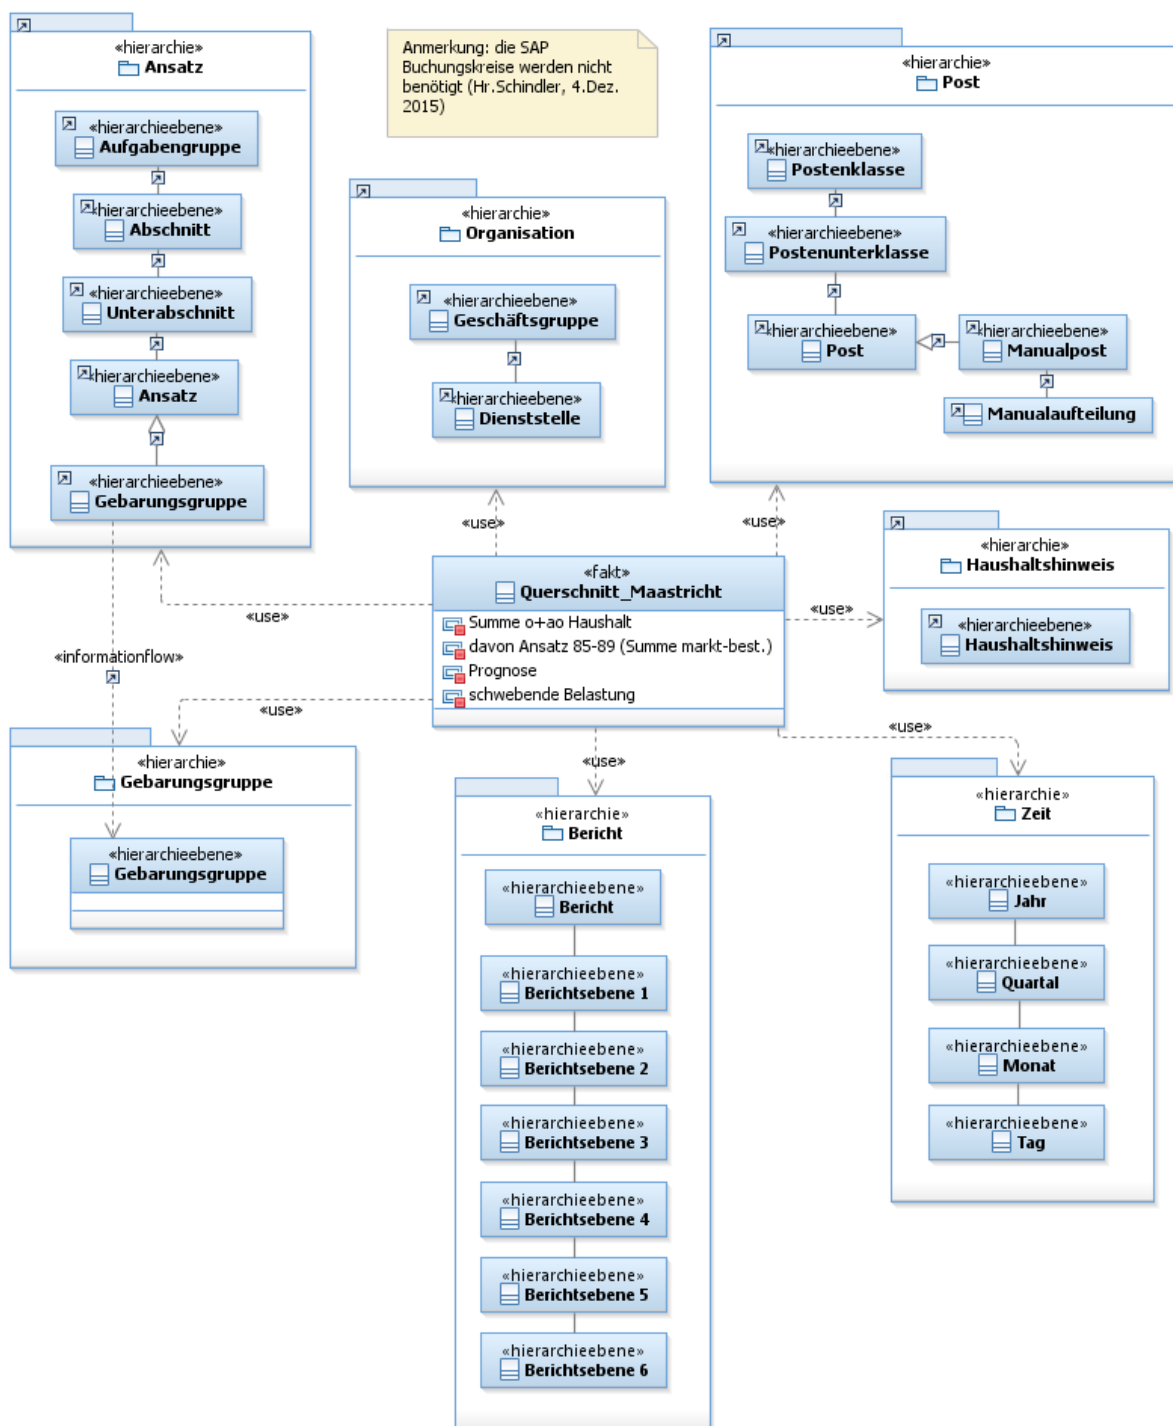 «hierarchie»
Ansatz
«hierarchieebene»
Aufgabengruppe
«hierarchieebene»
Abschnitt
«hierarchieebene»
Unterabschnitt
«hierarchieebene»
Ansatz
«hierarchieebene»
Gebarungsgruppe
Anmerkung: die SAP
Buchungskreise werden nicht
benötigt (Hr.Schindler, 4.Dez.
2015)
«hierarchie»
Organisation
«hierarchieebene»
Geschäftsgruppe
«hierarchieebene»
Dienststelle
«hierarchie»
Post
«hierarchieebene»
Postenklasse
«hierarchieebene»
Postenunterklasse
«hierarchieebene»
Post
«hierarchieebene»
Manualpost
Manualaufteilung
«use»
«use»
«use»
«use»
«use»
«use»
«use»
«informationflow»
«fakt»
Querschnitt_Maastricht
Summe o+ao Haushalt
davon Ansatz 85-89 (Summe markt-best.)
Prognose
schwebende Belastung
«hierarchie»
Haushaltshinweis
«hierarchieebene»
Haushaltshinweis
«hierarchie»
Gebarungsgruppe
«hierarchieebene»
Gebarungsgruppe
«hierarchie»
Bericht
«hierarchieebene»
Bericht
«hierarchieebene»
Berichtsebene 1
«hierarchieebene»
Berichtsebene 2
«hierarchieebene»
Berichtsebene 3
«hierarchieebene»
Berichtsebene 4
«hierarchieebene»
Berichtsebene 5
«hierarchieebene»
Berichtsebene 6
«hierarchie»
Zeit
«hierarchieebene»
Jahr
«hierarchieebene»
Quartal
«hierarchieebene»
Monat
«hierarchieebene»
Tag